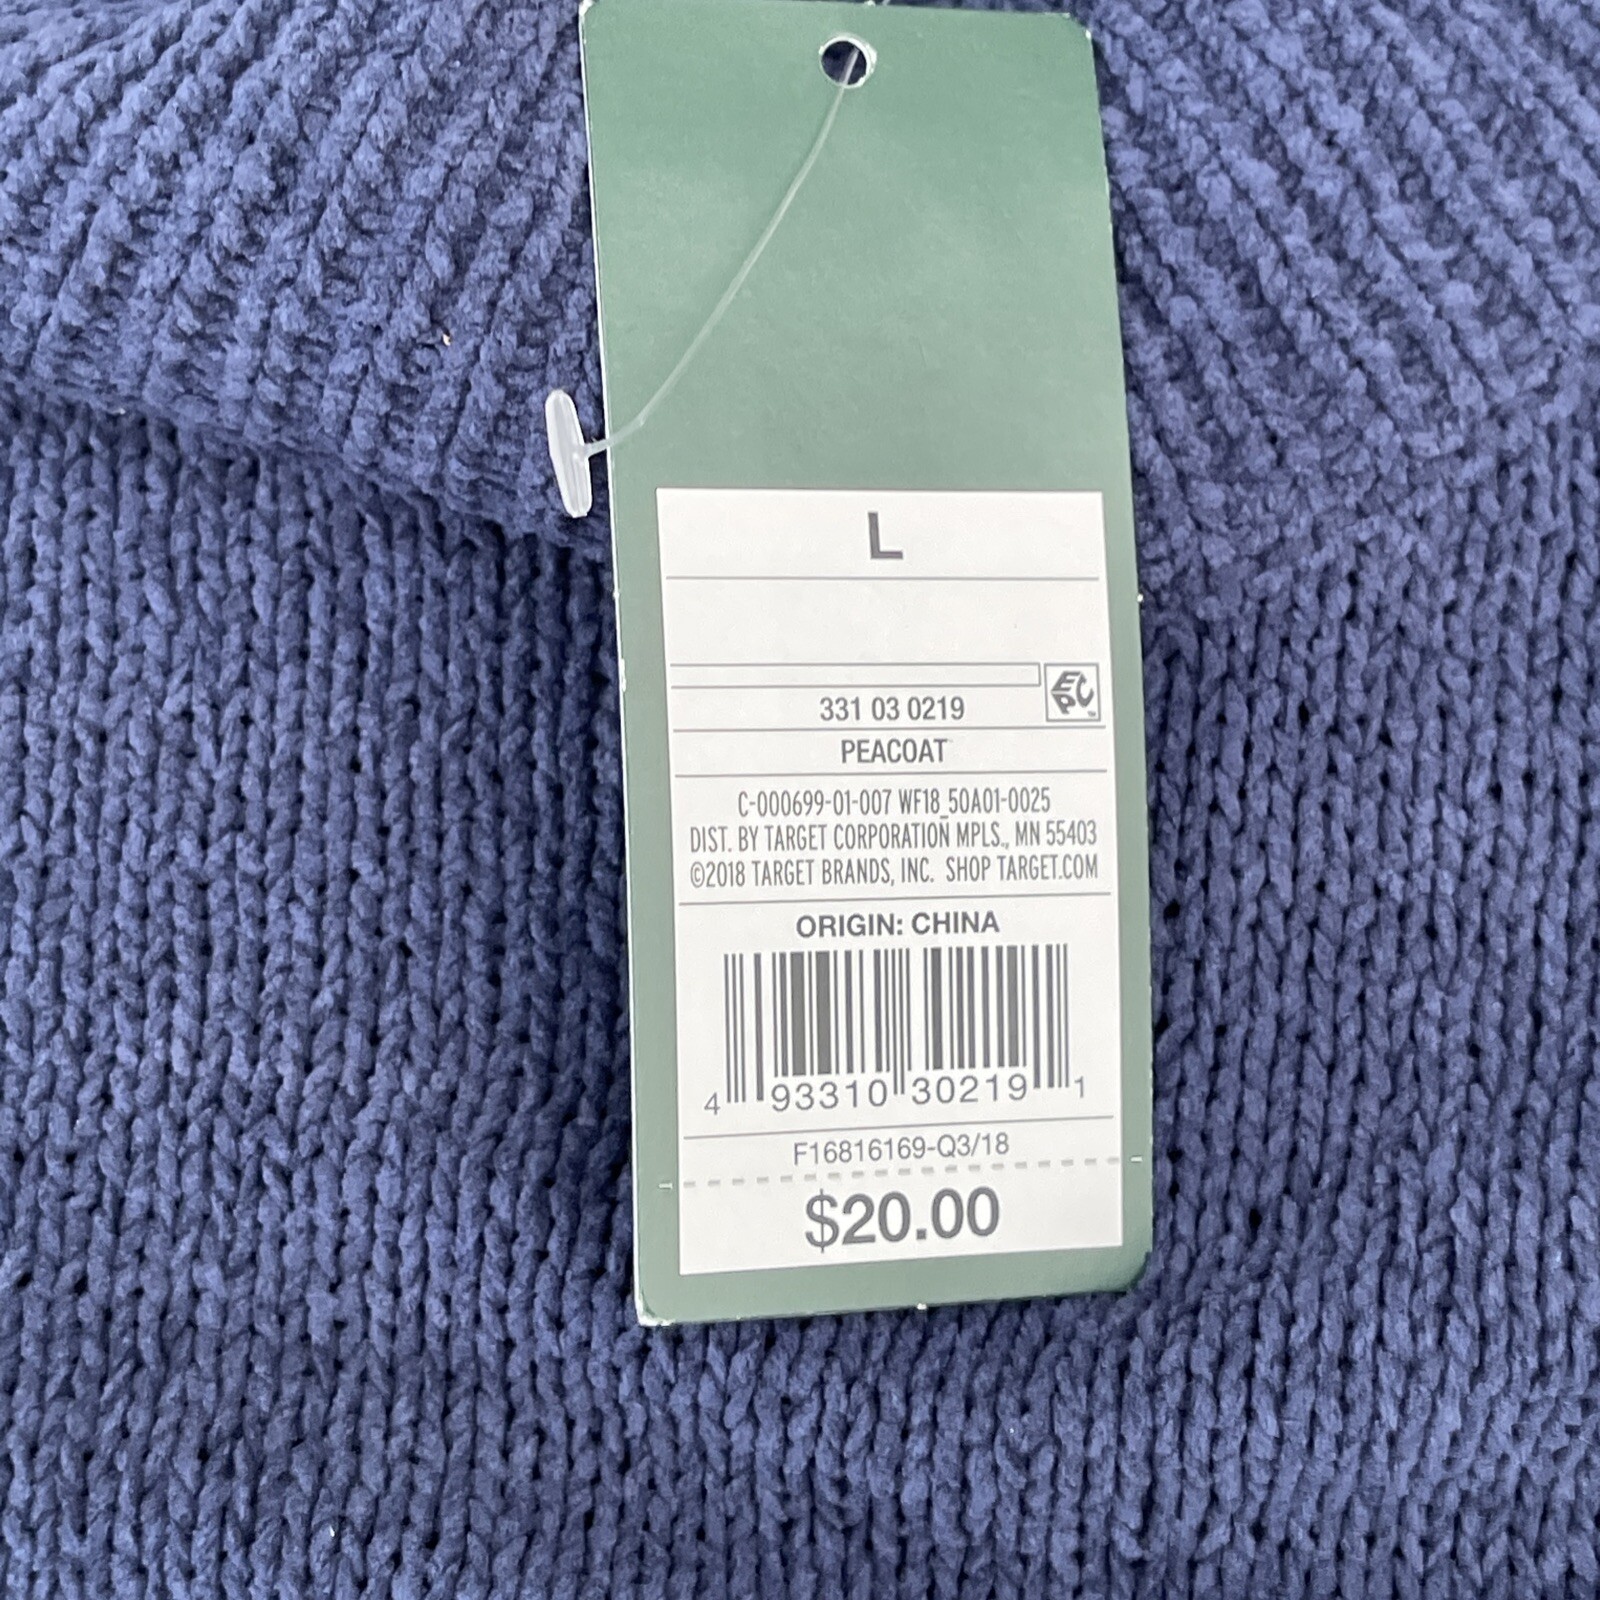 L
EPC™
331 03 0219
PEACOAT
C-000699-01-007 WF18_50A01-0025
DIST. BY TARGET CORPORATION MPLS., MN 55403
©2018 TARGET BRANDS, INC. SHOP TARGET.COM
ORIGIN: CHINA
4 93310 30219 1
F16816169-Q3/18
$20.00